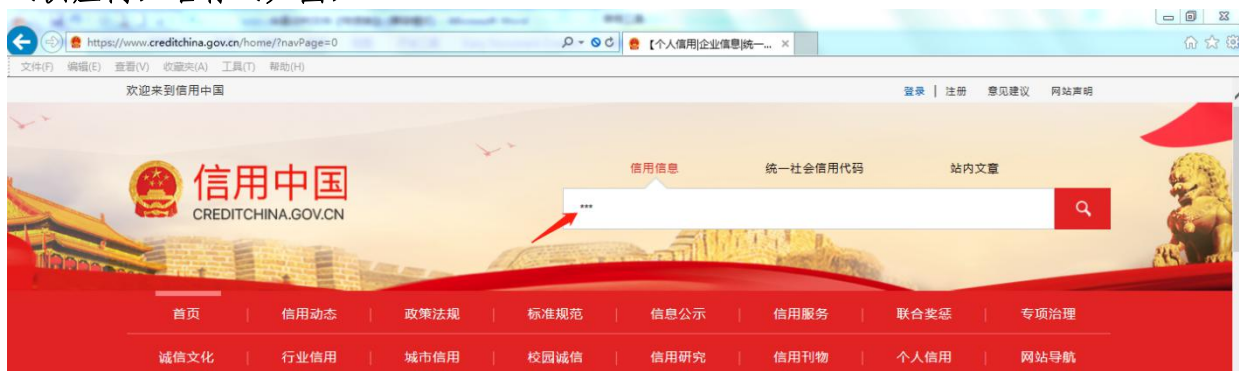 https://www.creditchina.gov.cn/home/?navPage=0
【个人信用|企业信息|统一... ×
文件(F) 编辑(E) 查看(V) 收藏夹(A) 工具(T) 帮助(H)
欢迎来到信用中国
登录 | 注册 意见建议 网站声明
信用信息 统一社会信用代码 站内文章
信用中国
CREDITCHINA.GOV.CN
***
首页 | 信用动态 | 政策法规 | 标准规范 | 信息公示 | 信用服务 | 联合奖惩 | 专项治理
诚信文化 | 行业信用 | 城市信用 | 校园诚信 | 信用研究 | 信用刊物 | 个人信用 | 网站导航